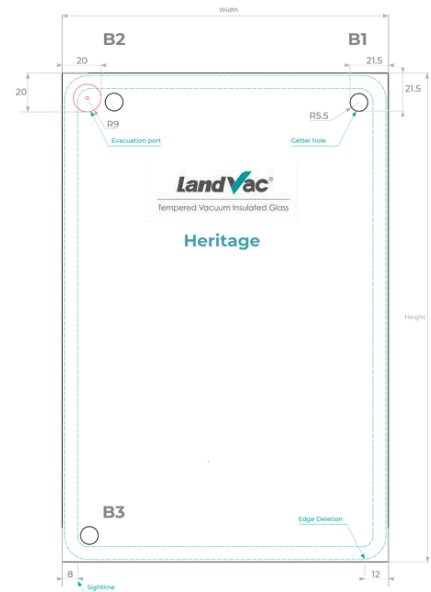 Width
B2
B1
20
21.5
20
21.5
R9
R5.5
Evacuation port
Getter hole
LandVac®
Tempered Vacuum Insulated Glass
Heritage
Height
B3
Edge Deletion
8
12
Sightline